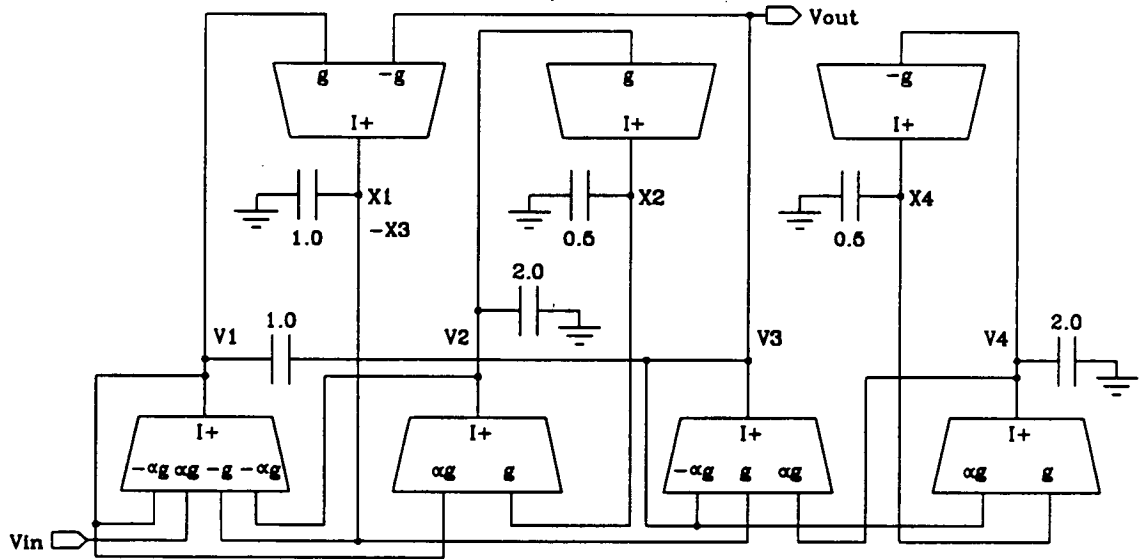 Vout
g -g
I+
g
I+
-g
I+
X1
-X3
1.0
X2
0.5
X4
0.5
2.0
V1
1.0
V2
V3
V4
2.0
I+
-αg αg -g -αg
I+
αg g
I+
-αg g αg
I+
αg g
Vin